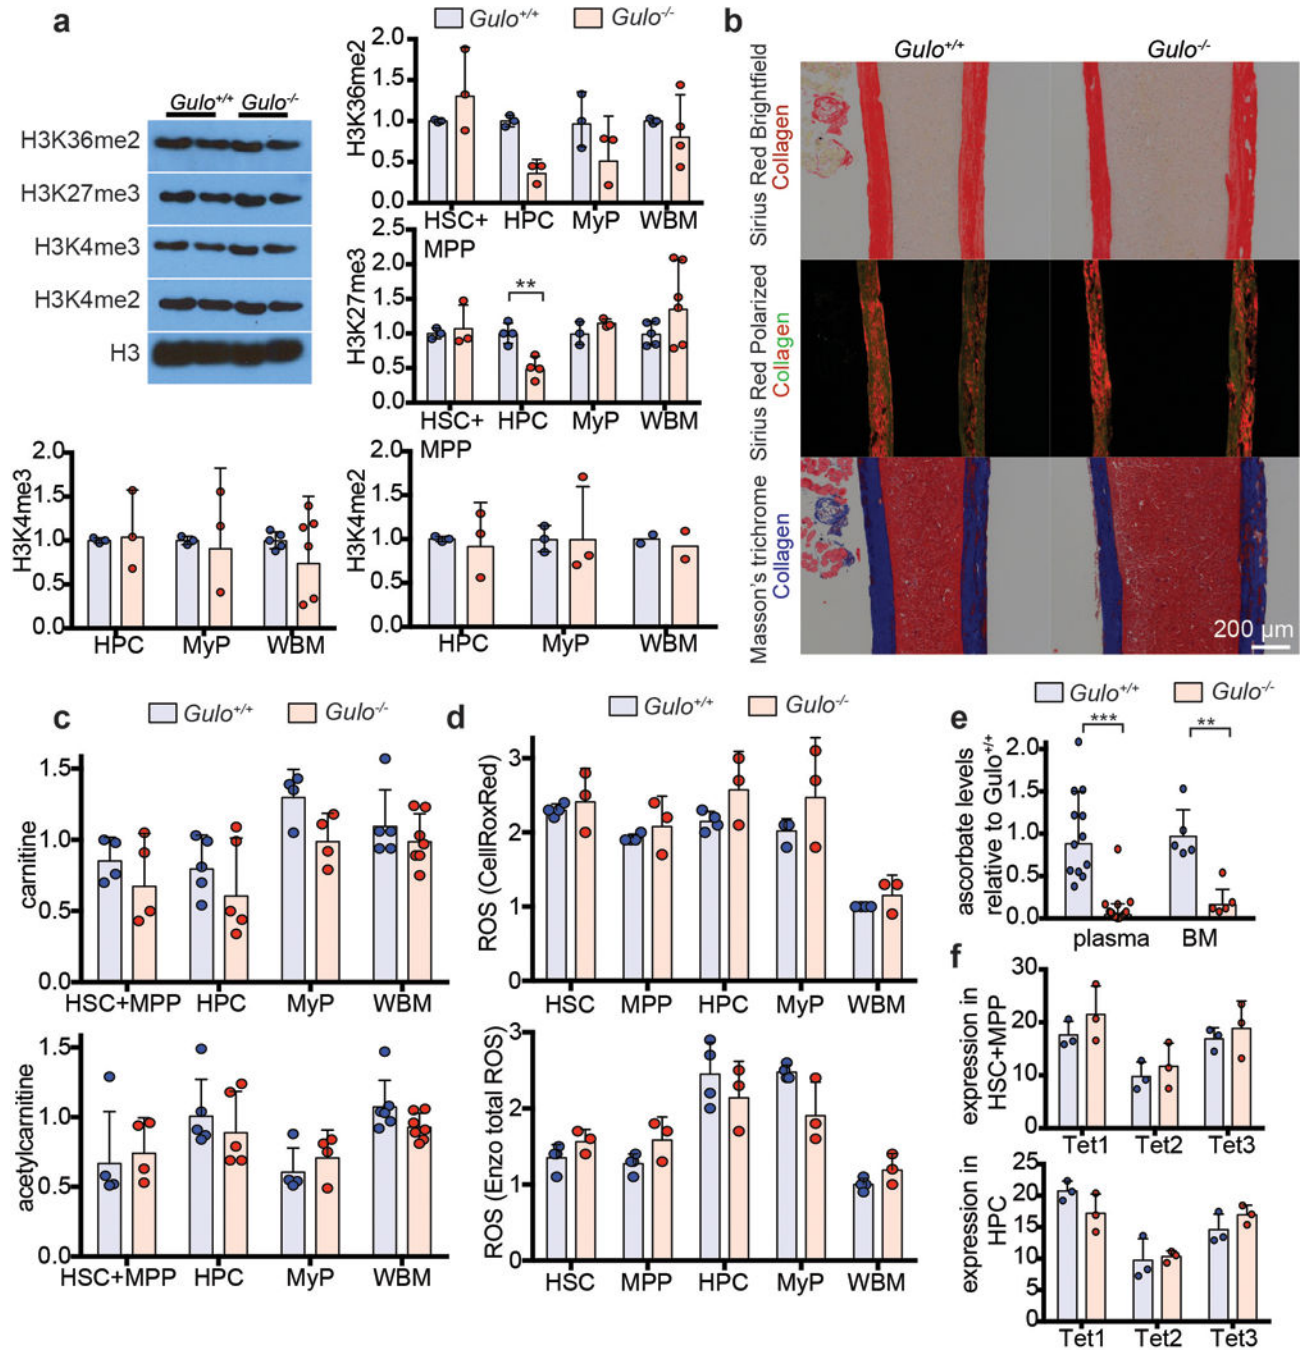 a
Gulo+/+ Gulo-/-
H3K36me2
H3K27me3
H3K4me3
H3K4me2
H3
Gulo+/+ Gulo-/-
H3K36me2
2.0
1.5
1.0
0.5
0.0
HSC+ HPC MyP WBM
MPP
H3K27me3
2.5
2.0
1.5
1.0
0.5
0.0
**
HSC+ HPC MyP WBM
MPP
H3K4me3
2.0
1.5
1.0
0.5
0.0
HPC MyP WBM
H3K4me2
2.0
1.5
1.0
0.5
0.0
HPC MyP WBM
b
Gulo+/+ Gulo-/-
Sirius Red Brightfield
Collagen
Sirius Red Polarized
Collagen
Masson's trichrome
Collagen
200 µm
c
Gulo+/+ Gulo-/-
carnitine
1.5
1.0
0.5
0.0
HSC+MPP HPC MyP WBM
acetylcarnitine
1.5
1.0
0.5
0.0
HSC+MPP HPC MyP WBM
d
Gulo+/+ Gulo-/-
ROS (CellRoxRed)
3
2
1
0
HSC MPP HPC MyP WBM
ROS (Enzo total ROS)
3
2
1
0
HSC MPP HPC MyP WBM
e
Gulo+/+ Gulo-/-
ascorbate levels
relative to Gulo+/+
2.0
1.5
1.0
0.5
0.0
*** **
plasma BM
f
expression in
HSC+MPP
30
20
10
0
Tet1 Tet2 Tet3
expression in
HPC
25
20
15
10
5
0
Tet1 Tet2 Tet3